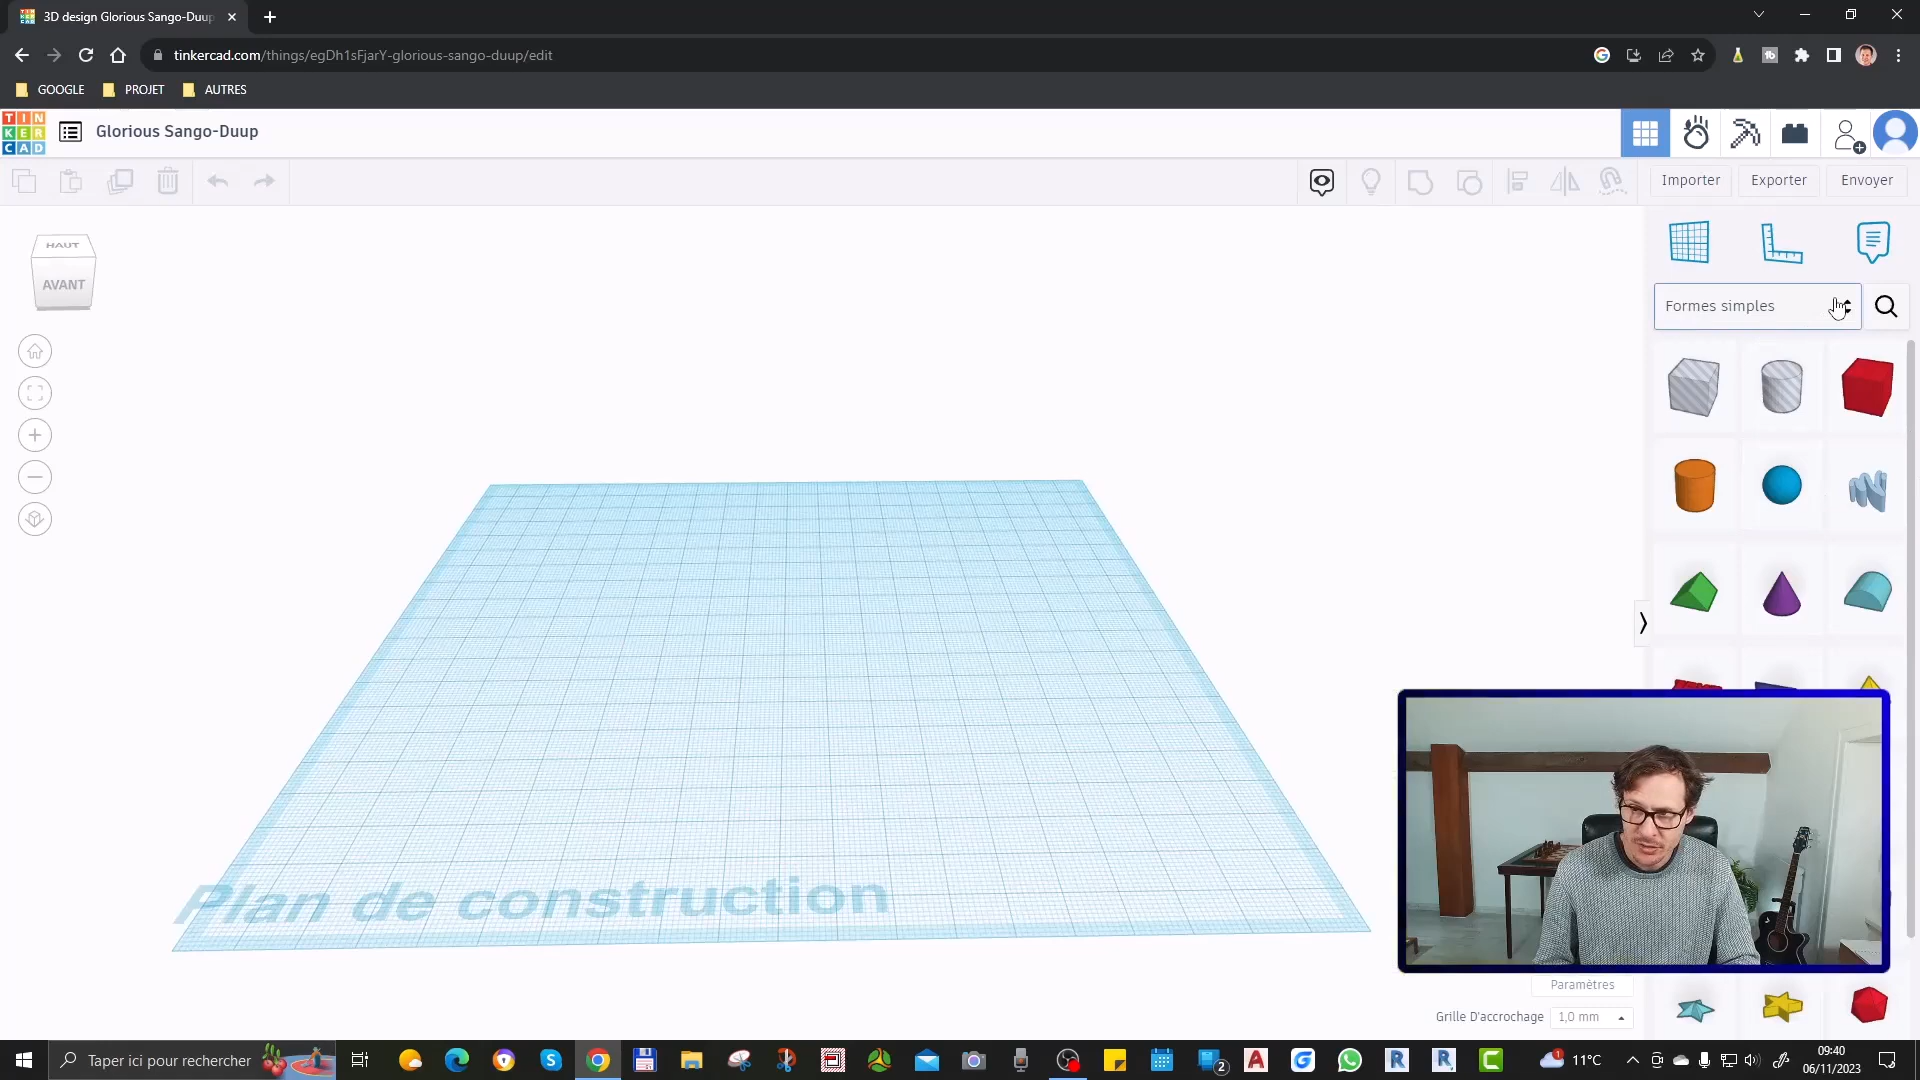 3D design Glorious Sango-Duup
tinkercad.com/things/egDh1sFjarY-glorious-sango-duup/edit
GOOGLE
PROJET
AUTRES
TIN
KER
CAD
Glorious Sango-Duup
Importer
Exporter
Envoyer
HAUT
AVANT
Formes simples
Plan de construction
Paramètres
Grille D'accrochage
1,0 mm
Taper ici pour rechercher
2
1
11°C
09:40
06/11/2023